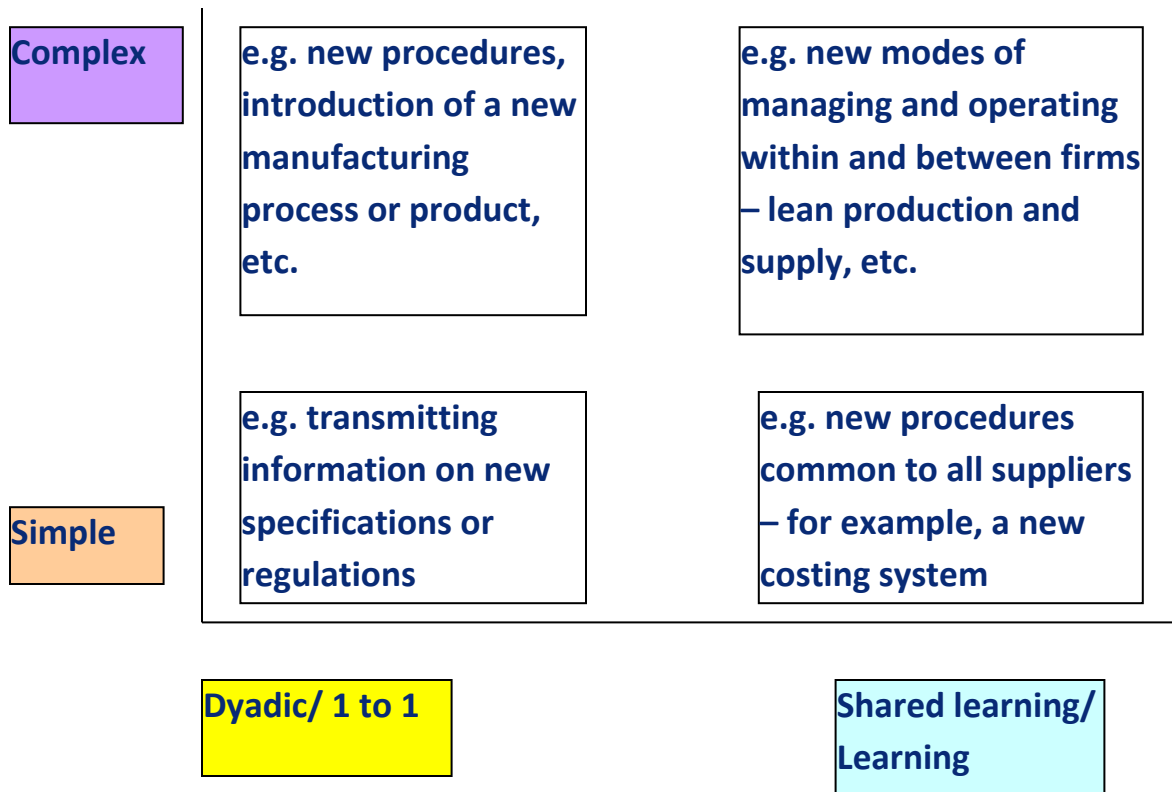 Complex
e.g. new procedures,
introduction of a new
manufacturing
process or product,
etc.
e.g. new modes of
managing and operating
within and between firms
– lean production and
supply, etc.
Simple
e.g. transmitting
information on new
specifications or
regulations
e.g. new procedures
common to all suppliers
– for example, a new
costing system
Dyadic/ 1 to 1
Shared learning/
Learning